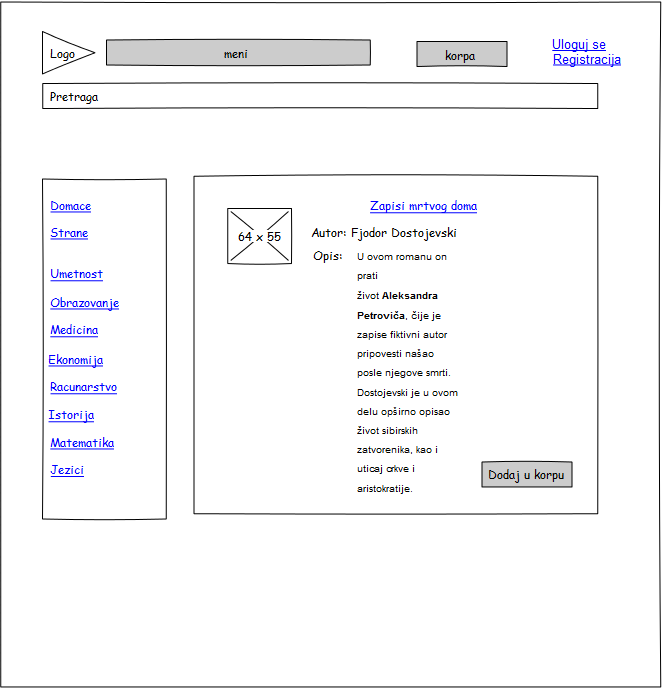 Logo
meni
korpa
Uloguj se
Registracija
Pretraga
Domace
Strane
Umetnost
Obrazovanje
Medicina
Ekonomija
Racunarstvo
Istorija
Matematika
Jezici
64 x 55
Zapisi mrtvog doma
Autor: Fjodor Dostojevski
Opis: U ovom romanu on
prati
život Aleksandra
Petroviča, čije je
zapise fiktivni autor
pripovesti našao
posle njegove smrti.
Dostojevski je u ovom
delu opširno opisao
život sibirskih
zatvorenika, kao i
uticaj crkve i
aristokratije.
Dodaj u korpu